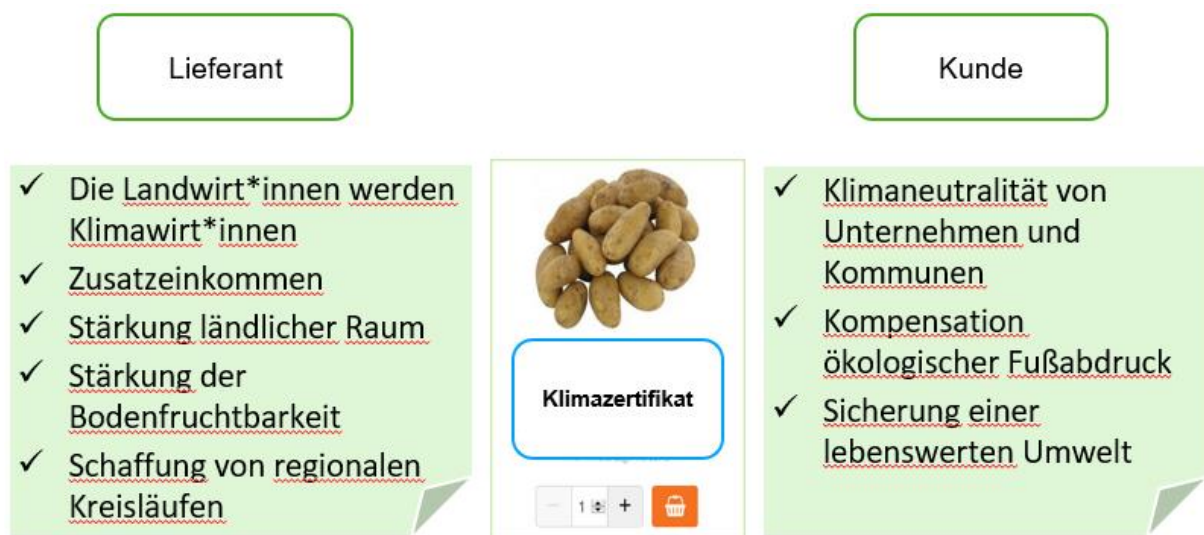 Lieferant
Kunde
✓ Die Landwirt*innen werden
Klimawirt*innen
✓ Zusatzeinkommen
✓ Stärkung ländlicher Raum
✓ Stärkung der
Bodenfruchtbarkeit
✓ Schaffung von regionalen
Kreisläufen
Klimazertifikat
1
✓ Klimaneutralität von
Unternehmen und
Kommunen
✓ Kompensation
ökologischer Fußabdruck
✓ Sicherung einer
lebenswerten Umwelt